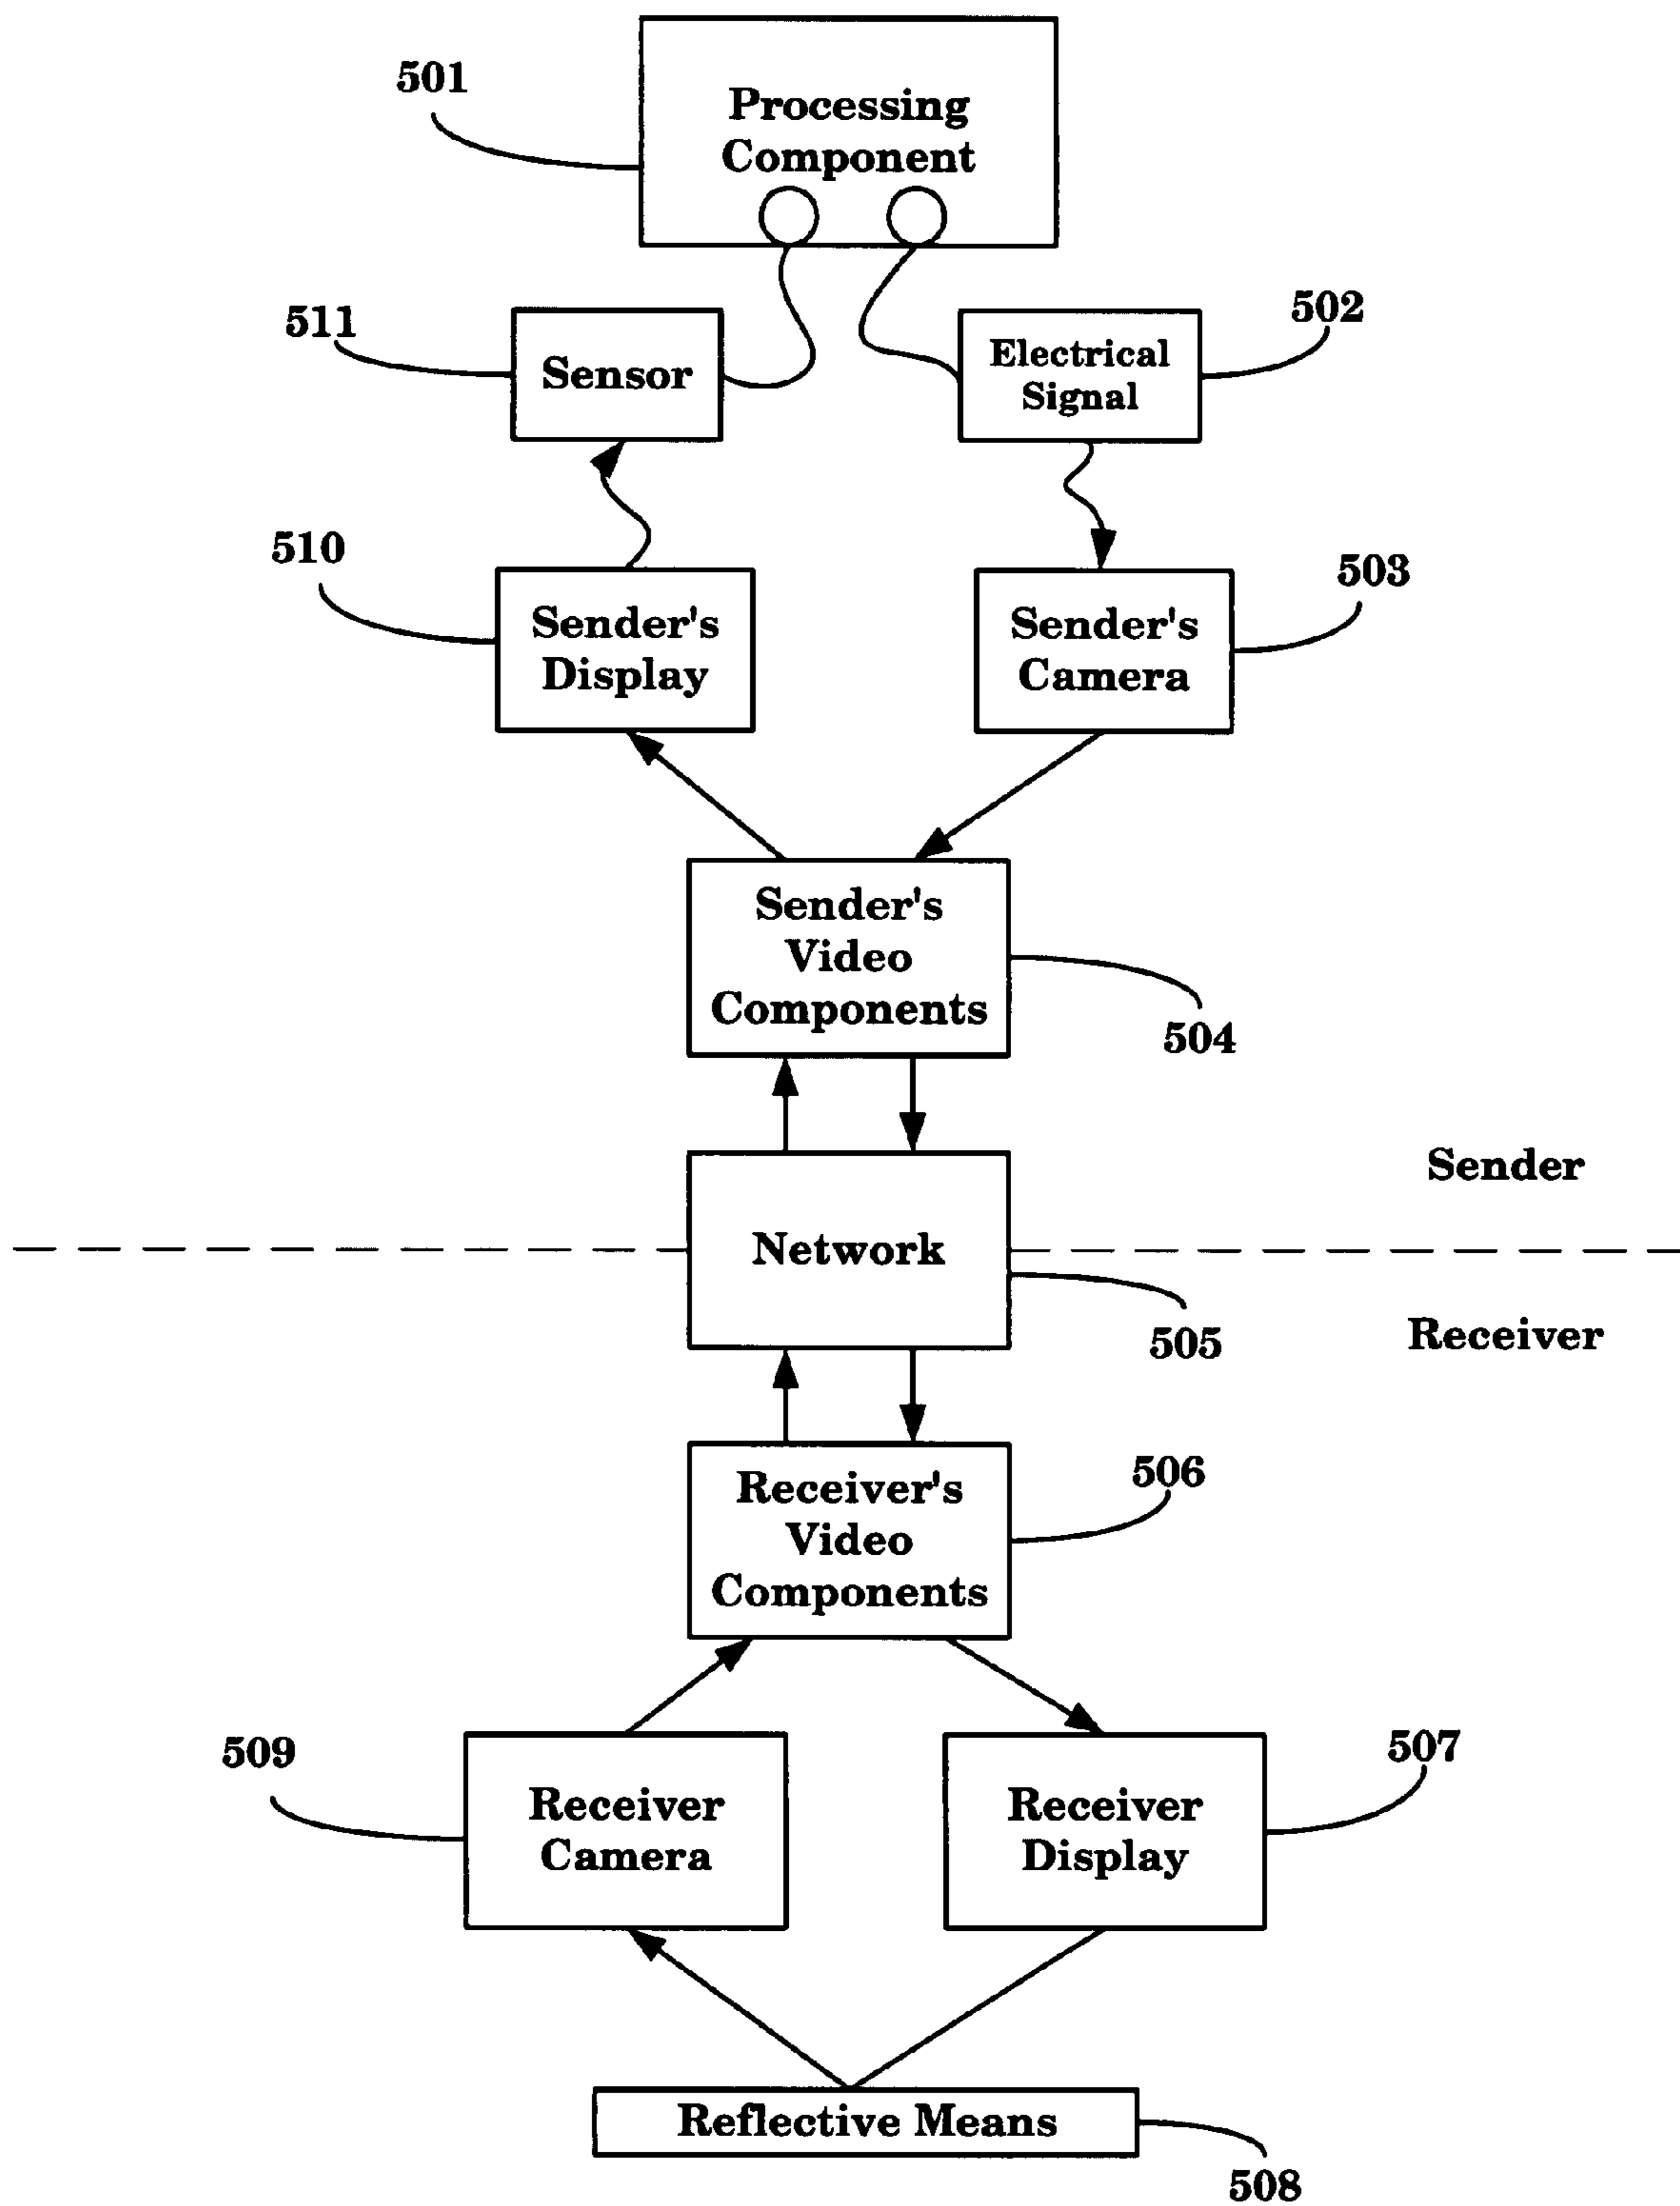 501
Processing
Component
511
Sensor
502
Electrical
Signal
510
Sender's
Display
503
Sender's
Camera
Sender's
Video
Components
504
Sender
Network
505
Receiver
Receiver's
Video
Components
506
509
Receiver
Camera
507
Receiver
Display
Reflective Means
508